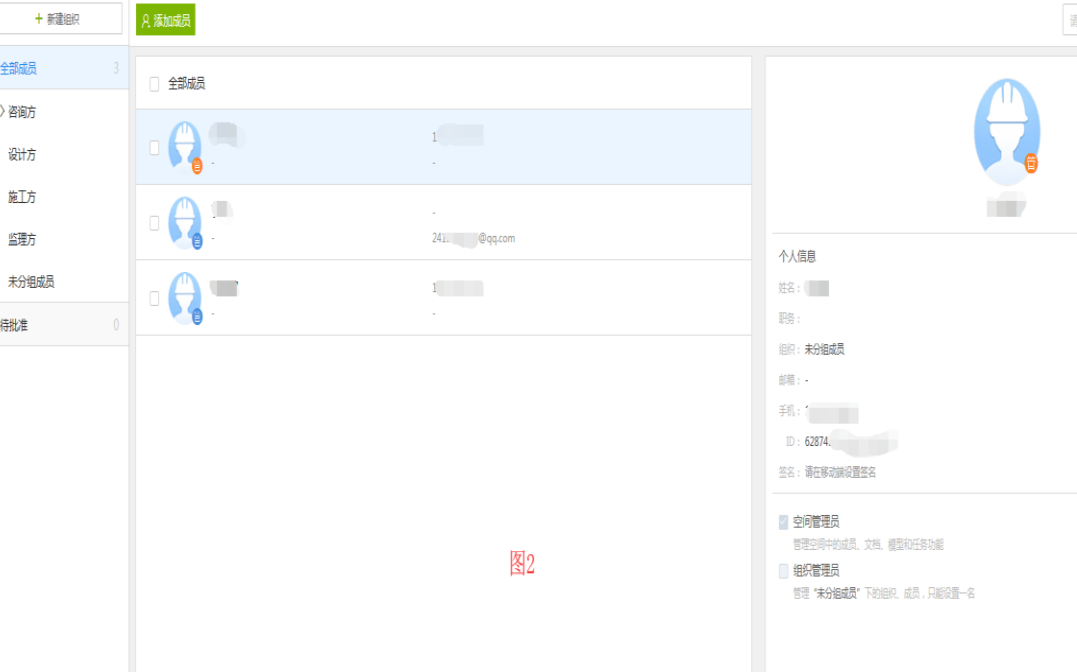 + 新建组织
添加成员
全部成员 3
咨询方
设计方
施工方
监理方
未分组成员
待批准 0
全部成员
管
1
-
-
-
管
-
241 @qq.com
管
1
-
-
图2
管
个人信息
姓名：
职务：
组织： 未分组成员
邮箱： -
手机：
ID： 62874
签名： 请在移动端设置签名
空间管理员
管理空间中的成员、文档、模型和任务功能
组织管理员
管理 "未分组成员" 下的组织、成员，只能设置一名